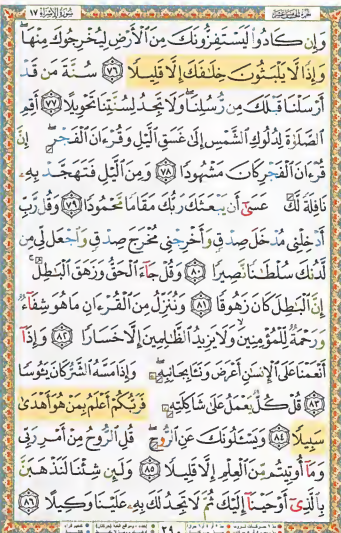 سُورَةُ الإِسْرَاءِ ١٧
وَإِن كَادُوا۟ لَيَسْتَفِزُّونَكَ مِنَ ٱلْأَرْضِ لِيُخْرِجُوكَ مِنْهَا ۖ
وَإِذًا لَّا يَلْبَثُونَ خِلَـٰفَكَ إِلَّا قَلِيلًا ٧٦ سُنَّةَ مَن قَدْ
أَرْسَلْنَا قَبْلَكَ مِن رُّسُلِنَا ۖ وَلَا تَجِدُ لِسُنَّتِنَا تَحْوِيلًا ٧٧ أَقِمِ
ٱلصَّلَوٰةَ لِدُلُوكِ ٱلشَّمْسِ إِلَىٰ غَسَقِ ٱلَّيْلِ وَقُرْءَانَ ٱلْفَجْرِ ۖ إِنَّ
قُرْءَانَ ٱلْفَجْرِ كَانَ مَشْهُودًا ٧٨ وَمِنَ ٱلَّيْلِ فَتَهَجَّدْ بِهِۦ
نَافِلَةً لَّكَ عَسَىٰٓ أَن يَبْعَثَكَ رَبُّكَ مَقَامًا مَّحْمُودًا ٧٩ وَقُل رَّبِّ
أَدْخِلْنِى مُدْخَلَ صِدْقٍ وَأَخْرِجْنِى مُخْرَجَ صِدْقٍ وَٱجْعَل لِّى مِن
لَّدُنكَ سُلْطَـٰنًا نَّصِيرًا ٨٠ وَقُلْ جَآءَ ٱلْحَقُّ وَزَهَقَ ٱلْبَـٰطِلُ ۚ
إِنَّ ٱلْبَـٰطِلَ كَانَ زَهُوقًا ٨١ وَنُنَزِّلُ مِنَ ٱلْقُرْءَانِ مَا هُوَ شِفَآءٌ
وَرَحْمَةٌ لِّلْمُؤْمِنِينَ ۙ وَلَا يَزِيدُ ٱلظَّـٰلِمِينَ إِلَّا خَسَارًا ٨٢ وَإِذَآ
أَنْعَمْنَا عَلَى ٱلْإِنسَـٰنِ أَعْرَضَ وَنَـَٔا بِجَانِبِهِۦ ۖ وَإِذَا مَسَّهُ ٱلشَّرُّ كَانَ يَـُٔوسًا
٨٣ قُلْ كُلٌّ يَعْمَلُ عَلَىٰ شَاكِلَتِهِۦ فَرَبُّكُمْ أَعْلَمُ بِمَنْ هُوَ أَهْدَىٰ
سَبِيلًا ٨٤ وَيَسْـَٔلُونَكَ عَنِ ٱلرُّوحِ ۖ قُلِ ٱلرُّوحُ مِنْ أَمْرِ رَبِّى
وَمَآ أُوتِيتُم مِّنَ ٱلْعِلْمِ إِلَّا قَلِيلًا ٨٥ وَلَئِن شِئْنَا لَنَذْهَبَنَّ
بِٱلَّذِىٓ أَوْحَيْنَآ إِلَيْكَ ثُمَّ لَا تَجِدُ لَكَ بِهِۦ عَلَيْنَا وَكِيلًا ٨٦
٢٩٠